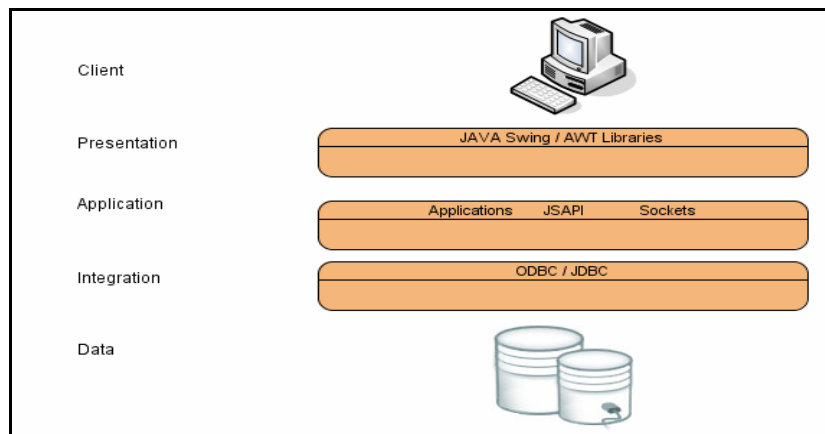 Client
Presentation
JAVA Swing / AWT Libraries
Application
Applications JSAPI Sockets
Integration
ODBC / JDBC
Data